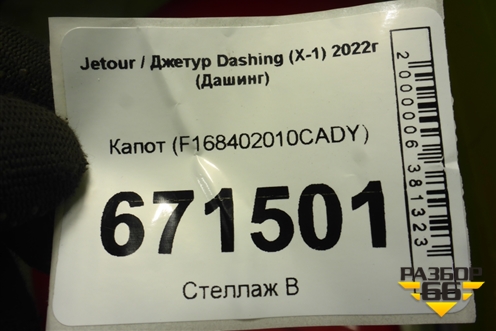 Jetour / Джетур Dashing (X-1) 2022г
(Дашинг)
Капот (F168402010CADY)
671501
Стеллаж В
2000006381323
РАЗБОР
66